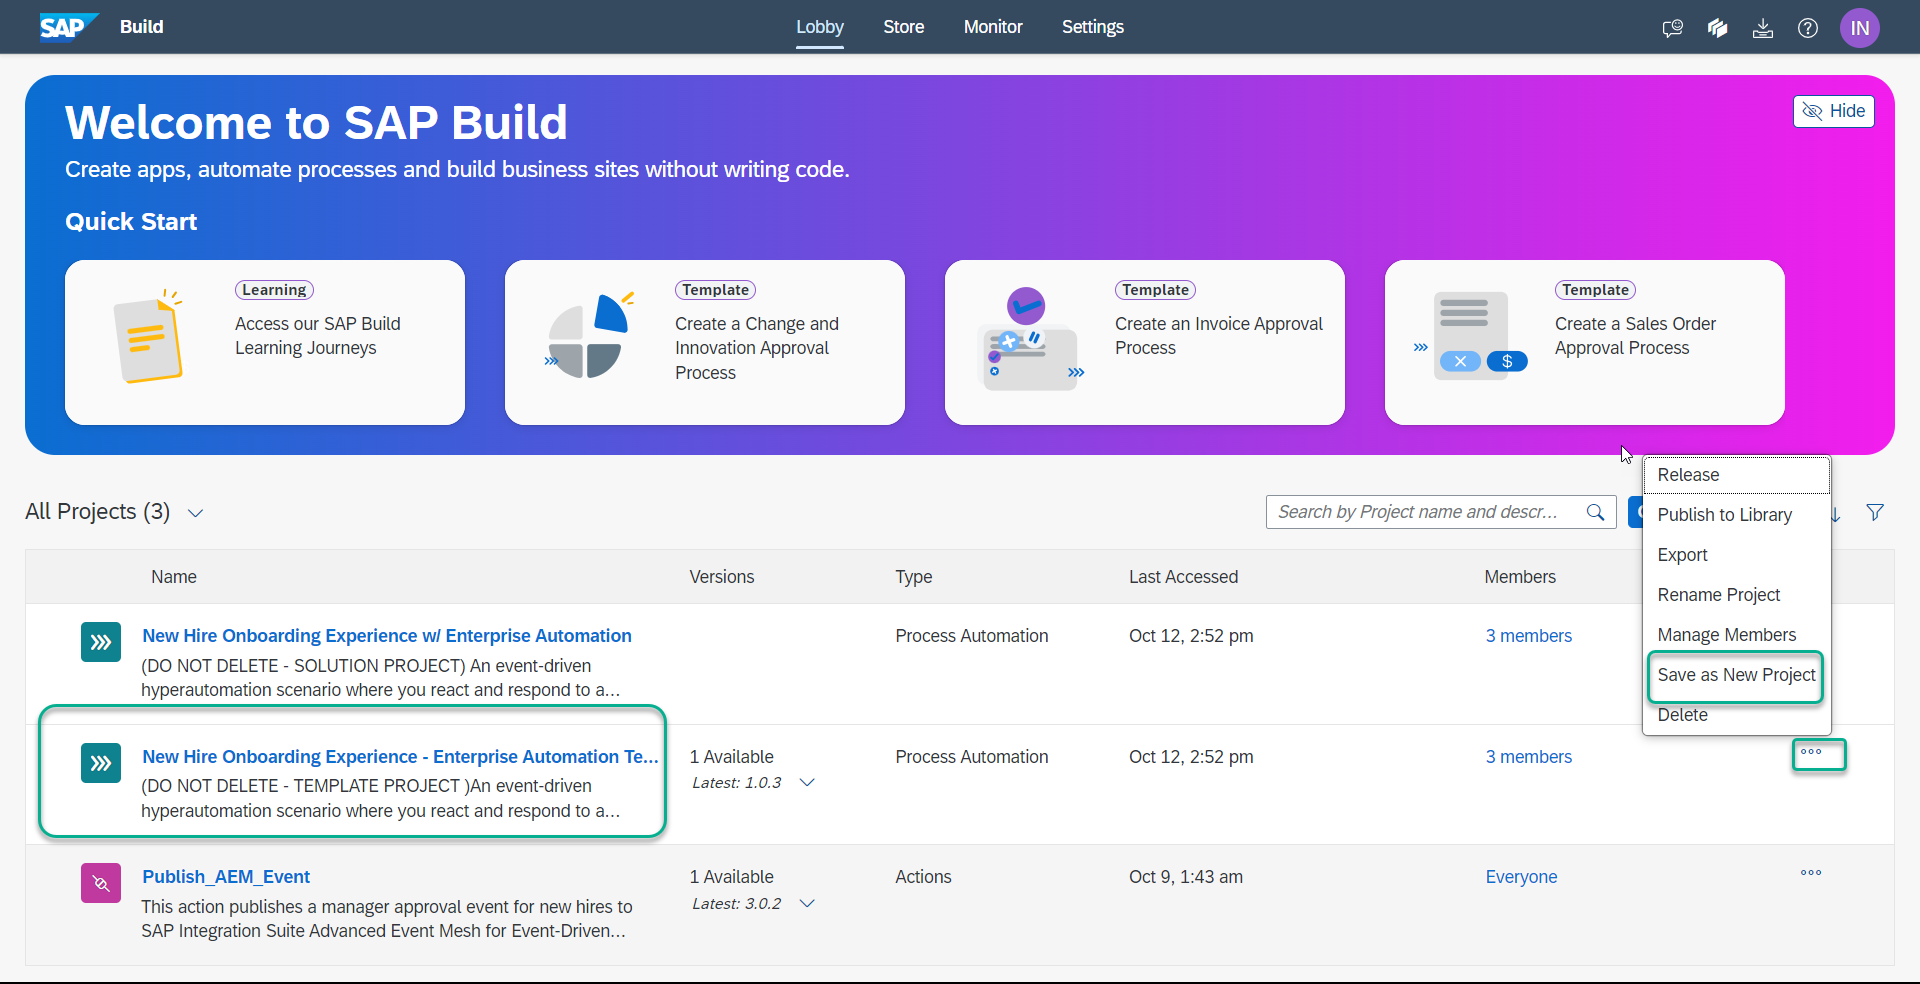 SAP Build
Lobby
Store
Monitor
Settings
IN
Welcome to SAP Build
Hide
Create apps, automate processes and build business sites without writing code.
Quick Start
Learning
Access our SAP Build
Learning Journeys
Template
Create a Change and
Innovation Approval
Process
Template
Create an Invoice Approval
Process
$
Template
Create a Sales Order
Approval Process
All Projects (3)
Search by Project name and descr...
Release
Publish to Library
Export
Rename Project
Manage Members
Save as New Project
Delete
Name
Versions
Type
Last Accessed
Members
New Hire Onboarding Experience w/ Enterprise Automation
(DO NOT DELETE - SOLUTION PROJECT) An event-driven
hyperautomation scenario where you react and respond to a...
Process Automation
Oct 12, 2:52 pm
3 members
New Hire Onboarding Experience - Enterprise Automation Te...
(DO NOT DELETE - TEMPLATE PROJECT )An event-driven
hyperautomation scenario where you react and respond to a...
1 Available
Latest: 1.0.3
Process Automation
Oct 12, 2:52 pm
3 members
Publish_AEM_Event
This action publishes a manager approval event for new hires to
SAP Integration Suite Advanced Event Mesh for Event-Driven...
1 Available
Latest: 3.0.2
Actions
Oct 9, 1:43 am
Everyone